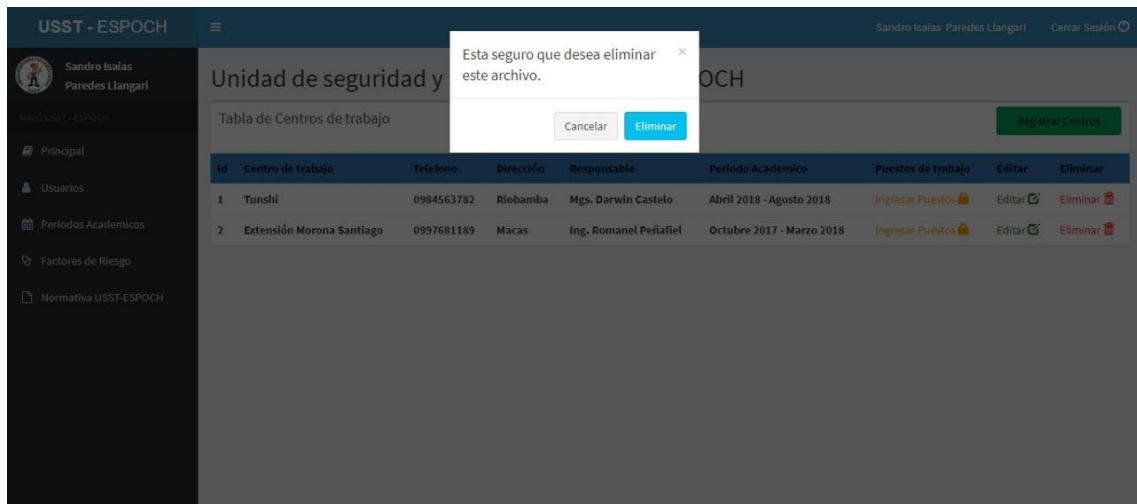 USST - ESPOCH
Sandro Isaias Paredes Llangari Cerrar Sesión
Sandro Isaias
Paredes Llangari
Menú USST - ESPOCH
Principal
Usuarios
Periodos Academicos
Factores de Riesgo
Normativa USST-ESPOCH
Esta seguro que desea eliminar ×
este archivo.
Cancelar Eliminar
Unidad de seguridad y OCH
Tabla de Centros de trabajo Registrar Centros
Id Centro de trabajo Telefono Dirección Responsable Periodo Academico Puestos de trabajo Editar Eliminar
1 Tunshi 0984563782 Riobamba Mgs. Darwin Castelo Abril 2018 - Agosto 2018 Ingresar Puestos Editar Eliminar
2 Extensión Morona Santiago 0997681189 Macas Ing. Romanel Peñafiel Octubre 2017 - Marzo 2018 Ingresar Puestos Editar Eliminar